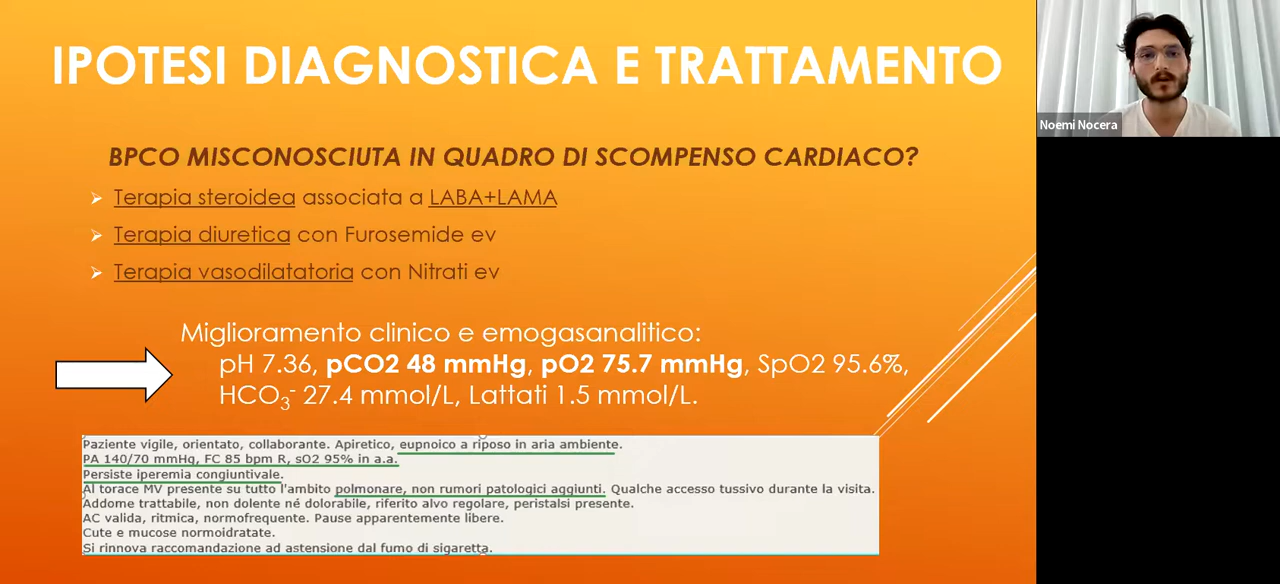 IPOTESI DIAGNOSTICA E TRATTAMENTO
BPCO MISCONOSCIUTA IN QUADRO DI SCOMPENSO CARDIACO?
Terapia steroidea associata a LABA+LAMA
Terapia diuretica con Furosemide ev
Terapia vasodilatatoria con Nitrati ev
Miglioramento clinico e emogasanalitico:
pH 7.36, pCO2 48 mmHg, pO2 75.7 mmHg, SpO2 95.6%,
HCO3- 27.4 mmol/L, Lattati 1.5 mmol/L.
Paziente vigile, orientato, collaborante. Apiretico, eupnoico a riposo in aria ambiente.
PA 140/70 mmHg, FC 85 bpm R, sO2 95% in a.a.
Persiste iperemia congiuntivale.
Al torace MV presente su tutto l'ambito polmonare, non rumori patologici aggiunti. Qualche accesso tussivo durante la visita.
Addome trattabile, non dolente né dolorabile, riferito alvo regolare, peristalsi presente.
AC valida, ritmica, normofrequente. Pause apparentemente libere.
Cute e mucose normoidratate.
Si rinnova raccomandazione ad astensione dal fumo di sigaretta.
Noemi Nocera